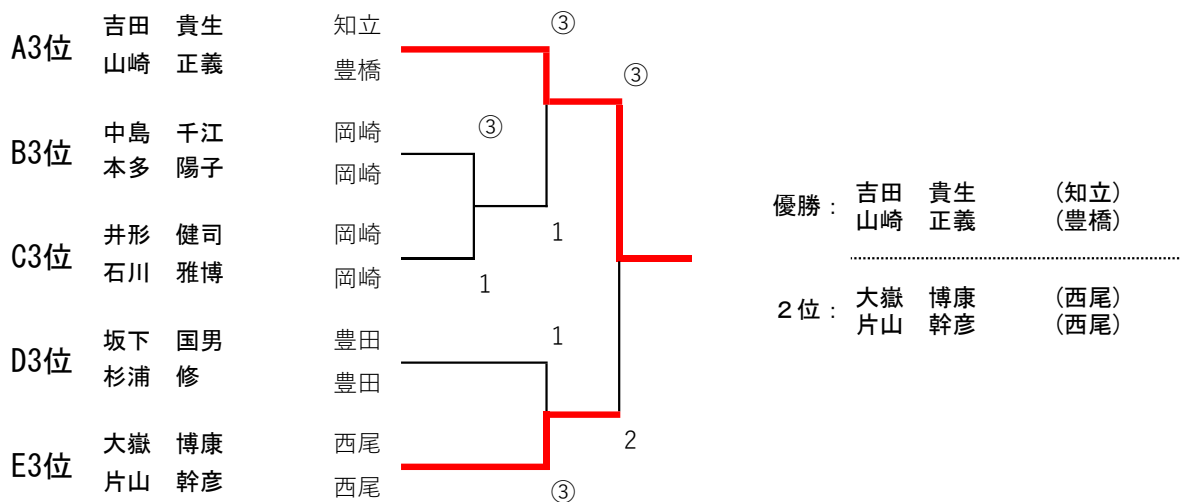 A3位 吉田 貴生 知立 ③
山崎 正義 豊橋
③
B3位 中島 千江 岡崎 ③
本多 陽子 岡崎
C3位 井形 健司 岡崎 1
石川 雅博 岡崎 1
D3位 坂下 国男 豊田 1
杉浦 修 豊田
E3位 大嶽 博康 西尾 2
片山 幹彦 西尾 ③
優勝： 吉田 貴生 (知立)
山崎 正義 (豊橋)
２位： 大嶽 博康 (西尾)
片山 幹彦 (西尾)